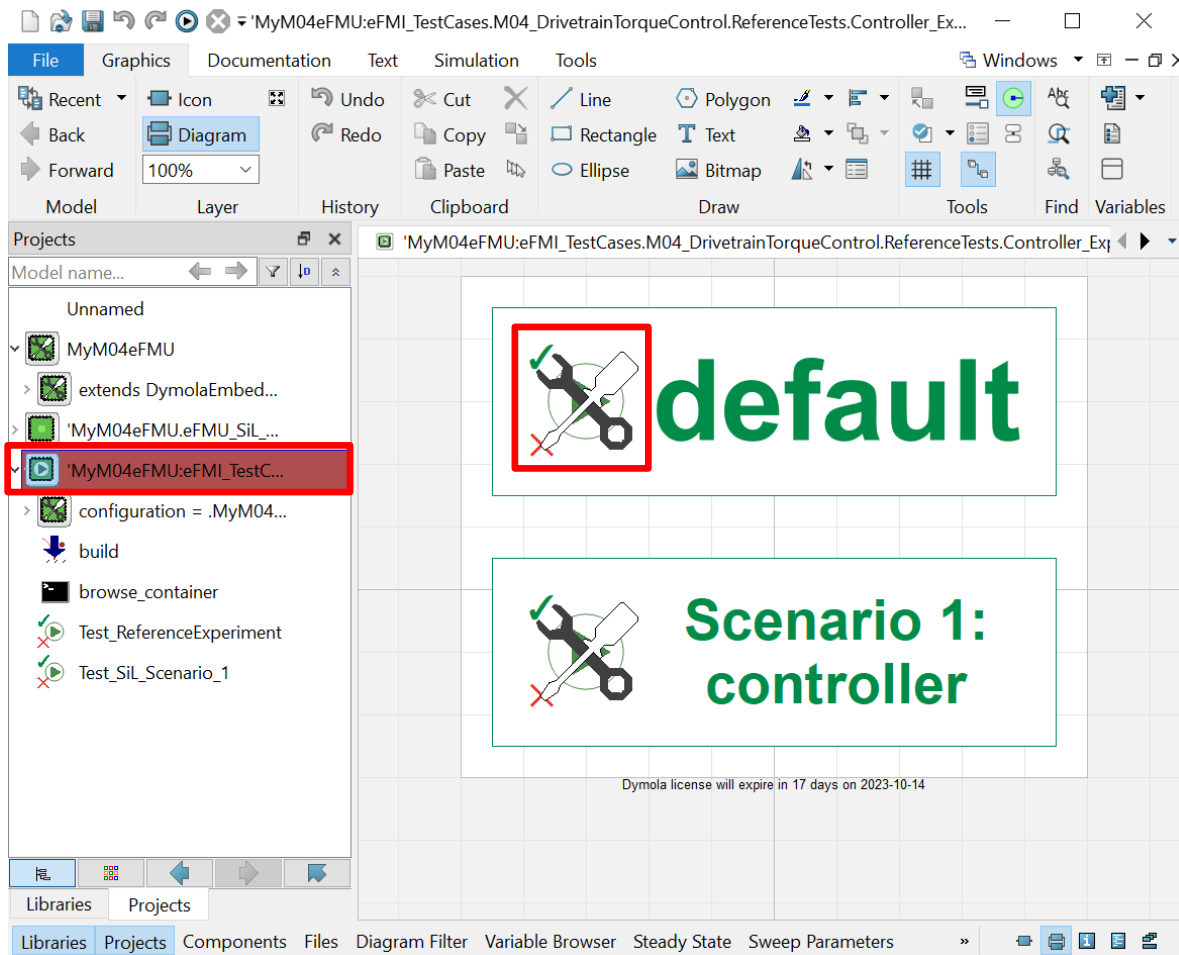 'MyM04eFMU:eFMI_TestCases.M04_DrivetrainTorqueControl.ReferenceTests.Controller_Ex...
File Graphics Documentation Text Simulation Tools Windows
Recent Icon Undo Cut Line Polygon Abc
Back Diagram Redo Copy Rectangle T Text
Forward 100% Paste Ellipse Bitmap
Model Layer History Clipboard Draw Tools Find Variables
Projects
'MyM04eFMU:eFMI_TestCases.M04_DrivetrainTorqueControl.ReferenceTests.Controller_Exp
Model name...
Unnamed
MyM04eFMU
extends DymolaEmbed...
'MyM04eFMU.eFMU_SiL_...
'MyM04eFMU:eFMI_TestC...
configuration = .MyM04...
build
browse_container
Test_ReferenceExperiment
Test_SiL_Scenario_1
default
Scenario 1:
controller
Dymola license will expire in 17 days on 2023-10-14
Libraries Projects
Libraries Projects Components Files Diagram Filter Variable Browser Steady State Sweep Parameters »